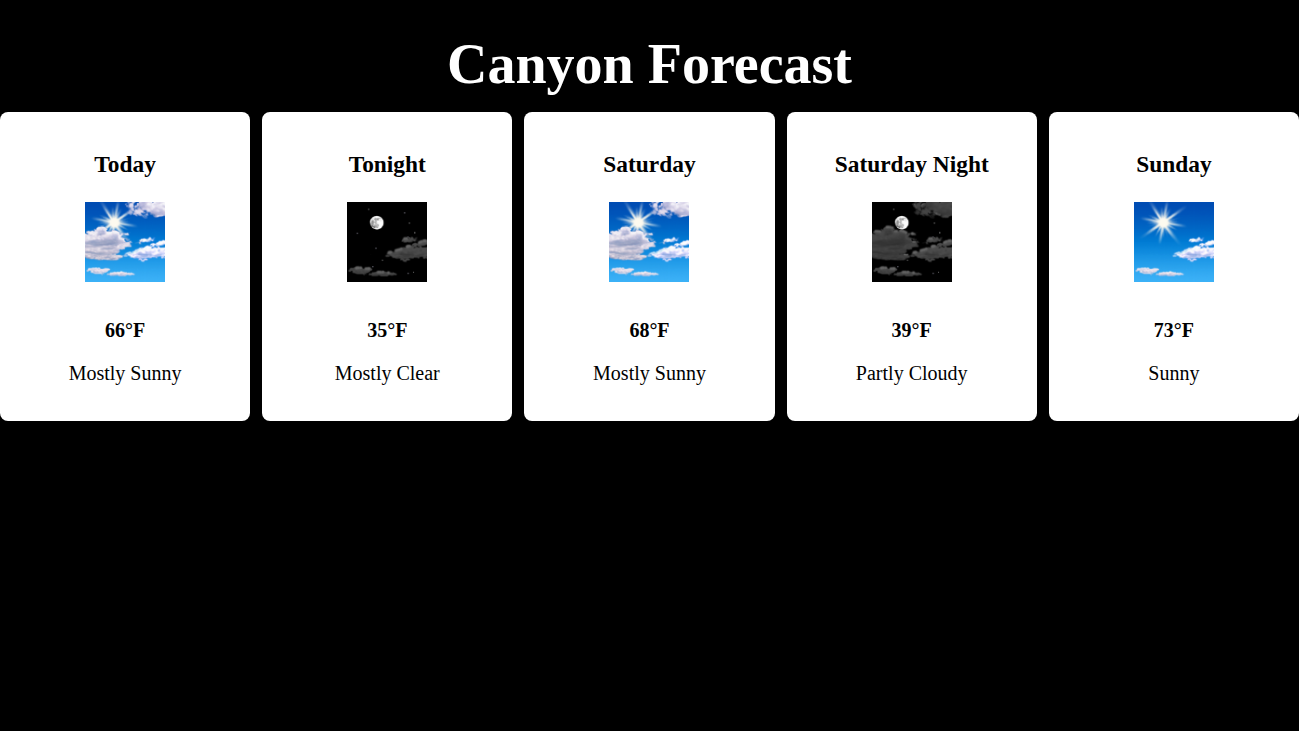 Canyon Forecast
Today
66°F
Mostly Sunny
Tonight
35°F
Mostly Clear
Saturday
68°F
Mostly Sunny
Saturday Night
39°F
Partly Cloudy
Sunday
73°F
Sunny